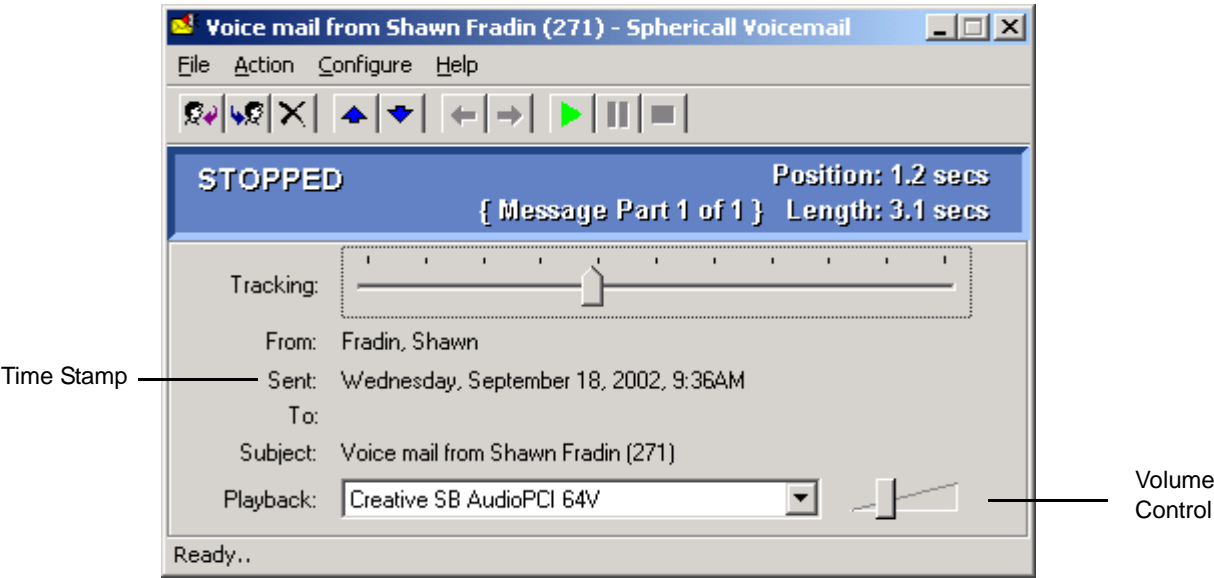 Voice mail from Shawn Fradin (271) - Sphericall Voicemail
File Action Configure Help
STOPPED
Position: 1.2 secs
{ Message Part 1 of 1 } Length: 3.1 secs
Tracking:
From: Fradin, Shawn
Time Stamp
Sent: Wednesday, September 18, 2002, 9:36AM
To:
Subject: Voice mail from Shawn Fradin (271)
Playback: Creative SB AudioPCI 64V
Volume
Control
Ready..